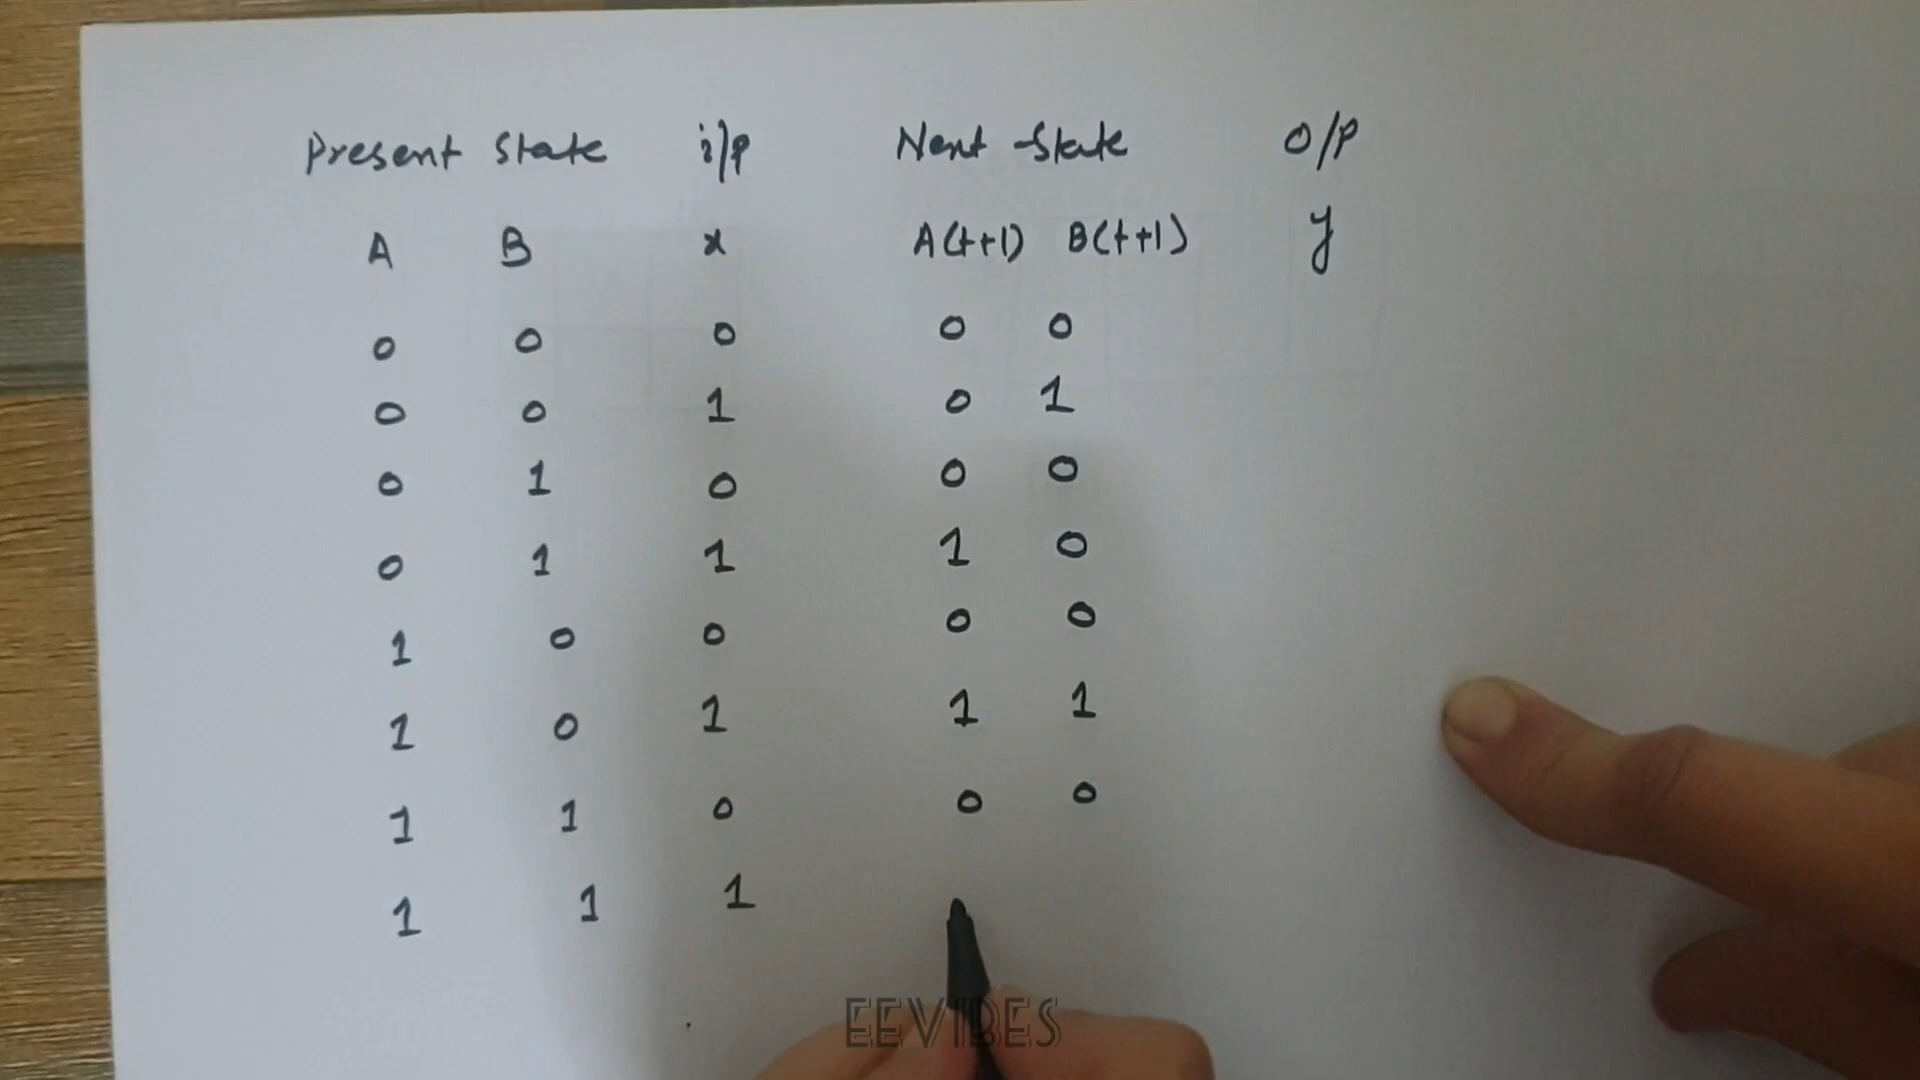 Present State i/p Next State o/p
A B x A(t+1) B(t+1) y
0 0 0 0 0
0 0 1 0 1
0 1 0 0 0
0 1 1 1 0
1 0 0 0 0
1 0 1 1 1
1 1 0 0 0
1 1 1
EEVIBES